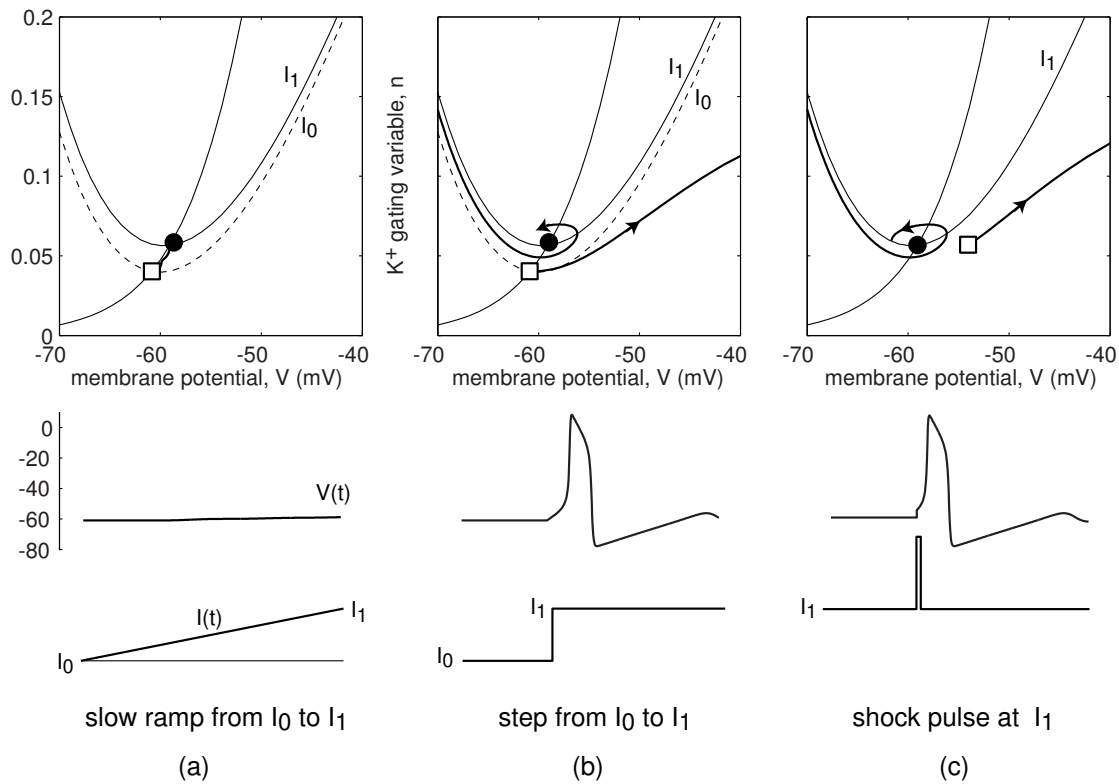 0.2
0.15
0.1
0.05
0
I1
I0
-70 -60 -50 -40
membrane potential, V (mV)
K+ gating variable, n
I1
I0
-70 -60 -50 -40
membrane potential, V (mV)
I1
-70 -60 -50 -40
membrane potential, V (mV)
0
-20
-40
-60
-80
V(t)
I(t)
I1
I0
I1
I0
I1
slow ramp from I0 to I1
step from I0 to I1
shock pulse at I1
(a)
(b)
(c)